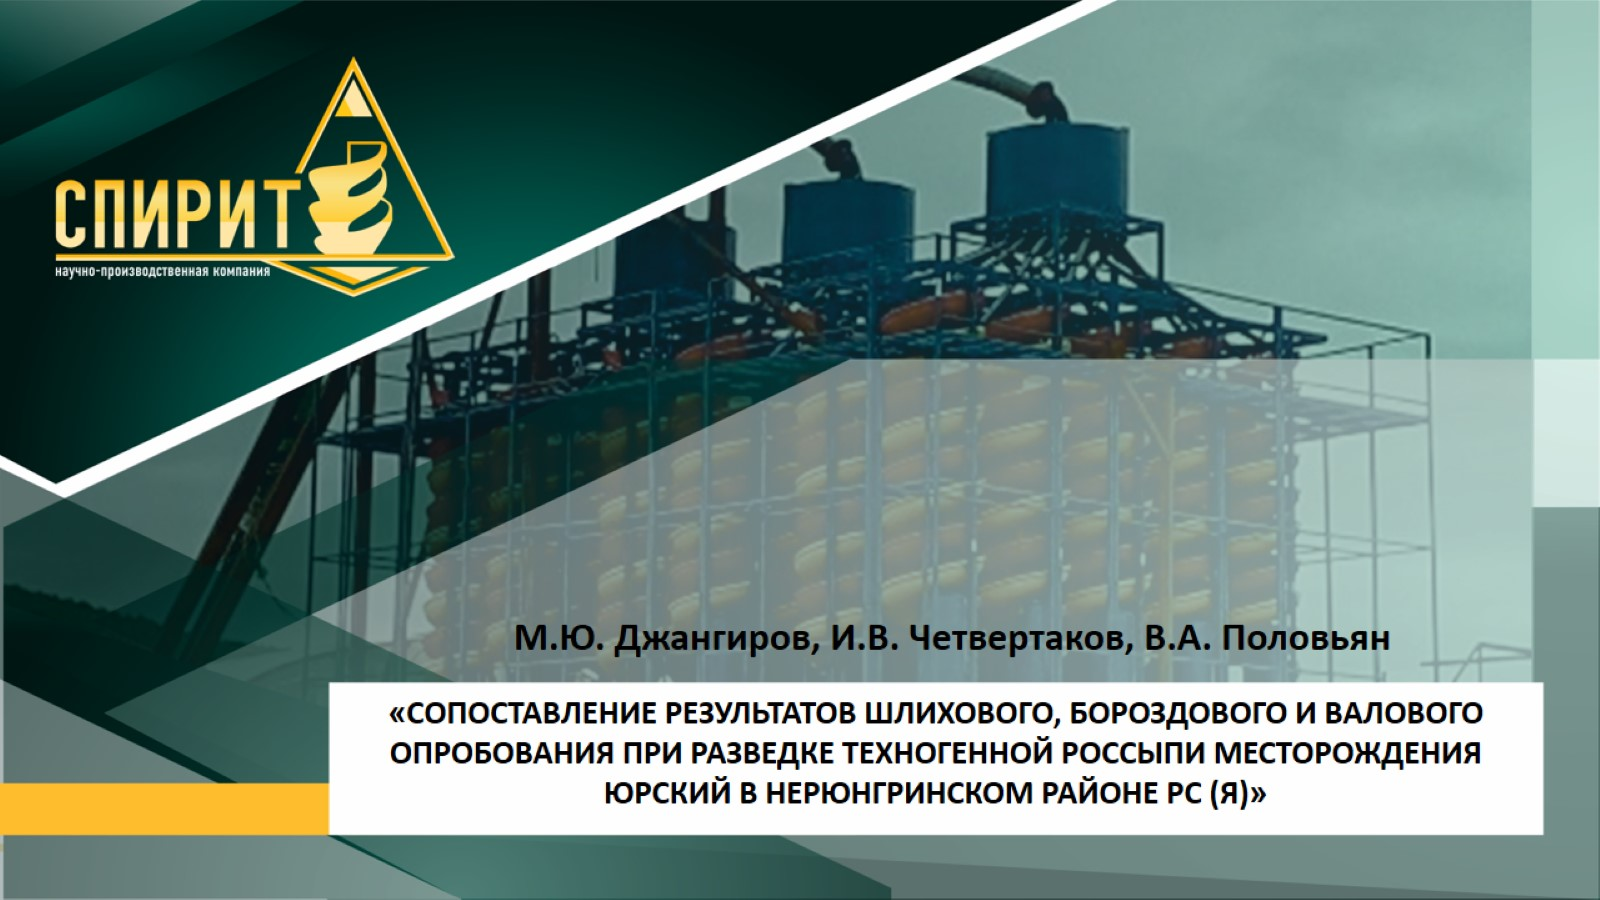 СПИРИТ
научно-производственная компания
М.Ю. Джангиров, И.В. Четвертаков, В.А. Половьян
«СОПОСТАВЛЕНИЕ РЕЗУЛЬТАТОВ ШЛИХОВОГО, БОРОЗДОВОГО И ВАЛОВОГО
ОПРОБОВАНИЯ ПРИ РАЗВЕДКЕ ТЕХНОГЕННОЙ РОССЫПИ МЕСТОРОЖДЕНИЯ
ЮРСКИЙ В НЕРЮНГРИНСКОМ РАЙОНЕ РС (Я)»